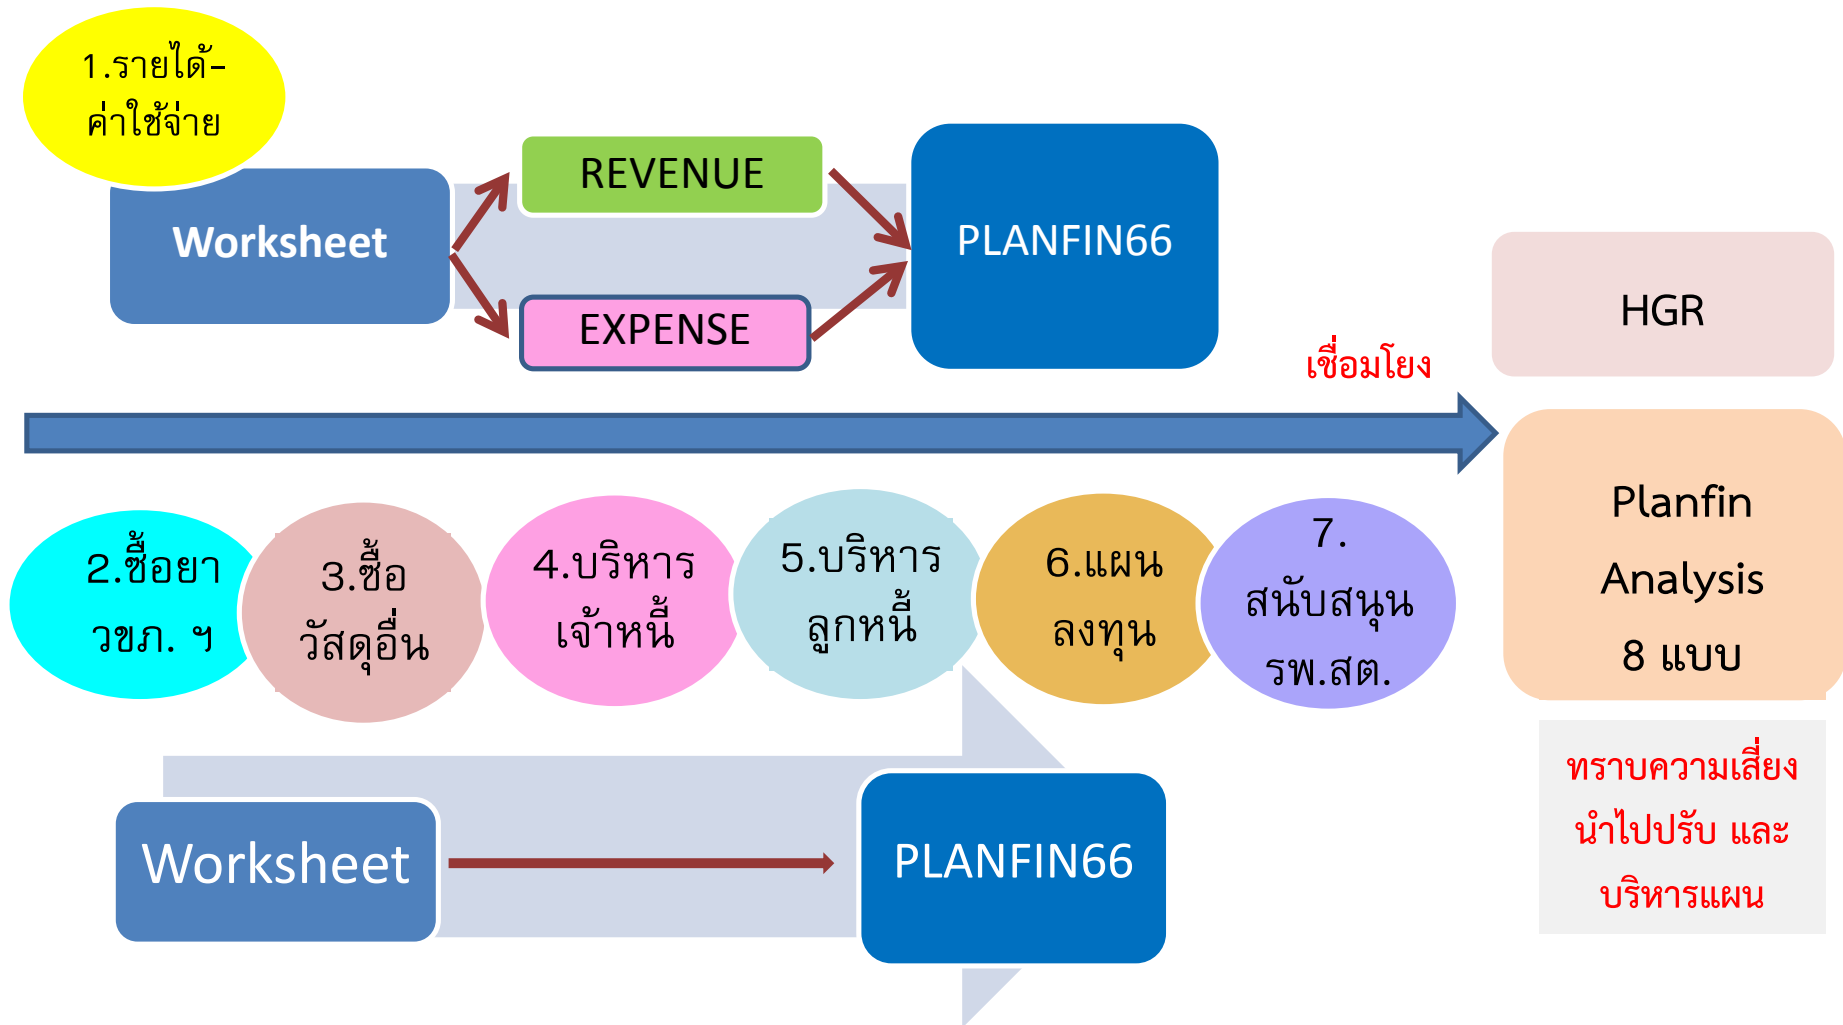 1.รายได้-
ค่าใช้จ่าย
Worksheet
REVENUE
EXPENSE
PLANFIN66
HGR
เชื่อมโยง
2.ซื้อยา
วขภ. ฯ
3.ซื้อ
วัสดุอื่น
4.บริหาร
เจ้าหนี้
5.บริหาร
ลูกหนี้
6.แผน
ลงทุน
7.
สนับสนุน
รพ.สต.
Planfin
Analysis
8 แบบ
Worksheet
PLANFIN66
ทราบความเสี่ยง
นำไปปรับ และ
บริหารแผน